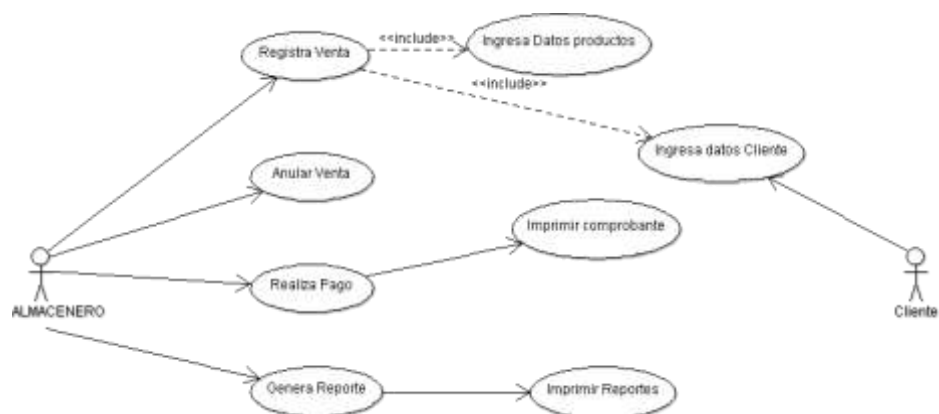 <<include>>
Ingresa Datos productos
Registra Venta
<<include>>
Ingresa datos Cliente
Anular Venta
Imprimir comprobante
Realiza Pago
ALMACENERO
Cliente
Genera Reporte
Imprimir Reportes